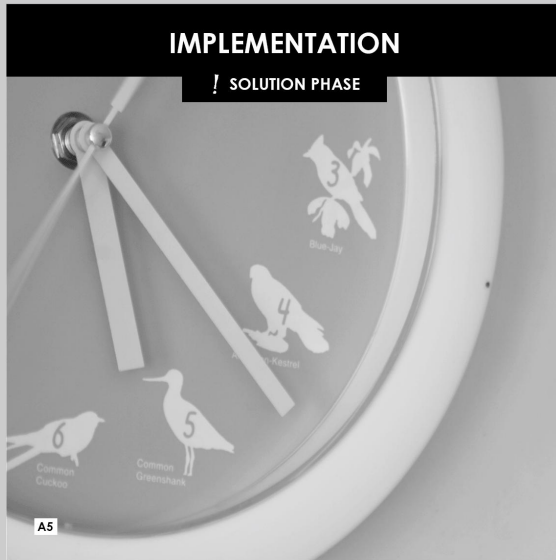 IMPLEMENTATION
! SOLUTION PHASE
3
Blue-Jay
4
-Kestrel
5
Common
Greenshank
6
Common
Cuckoo
A5